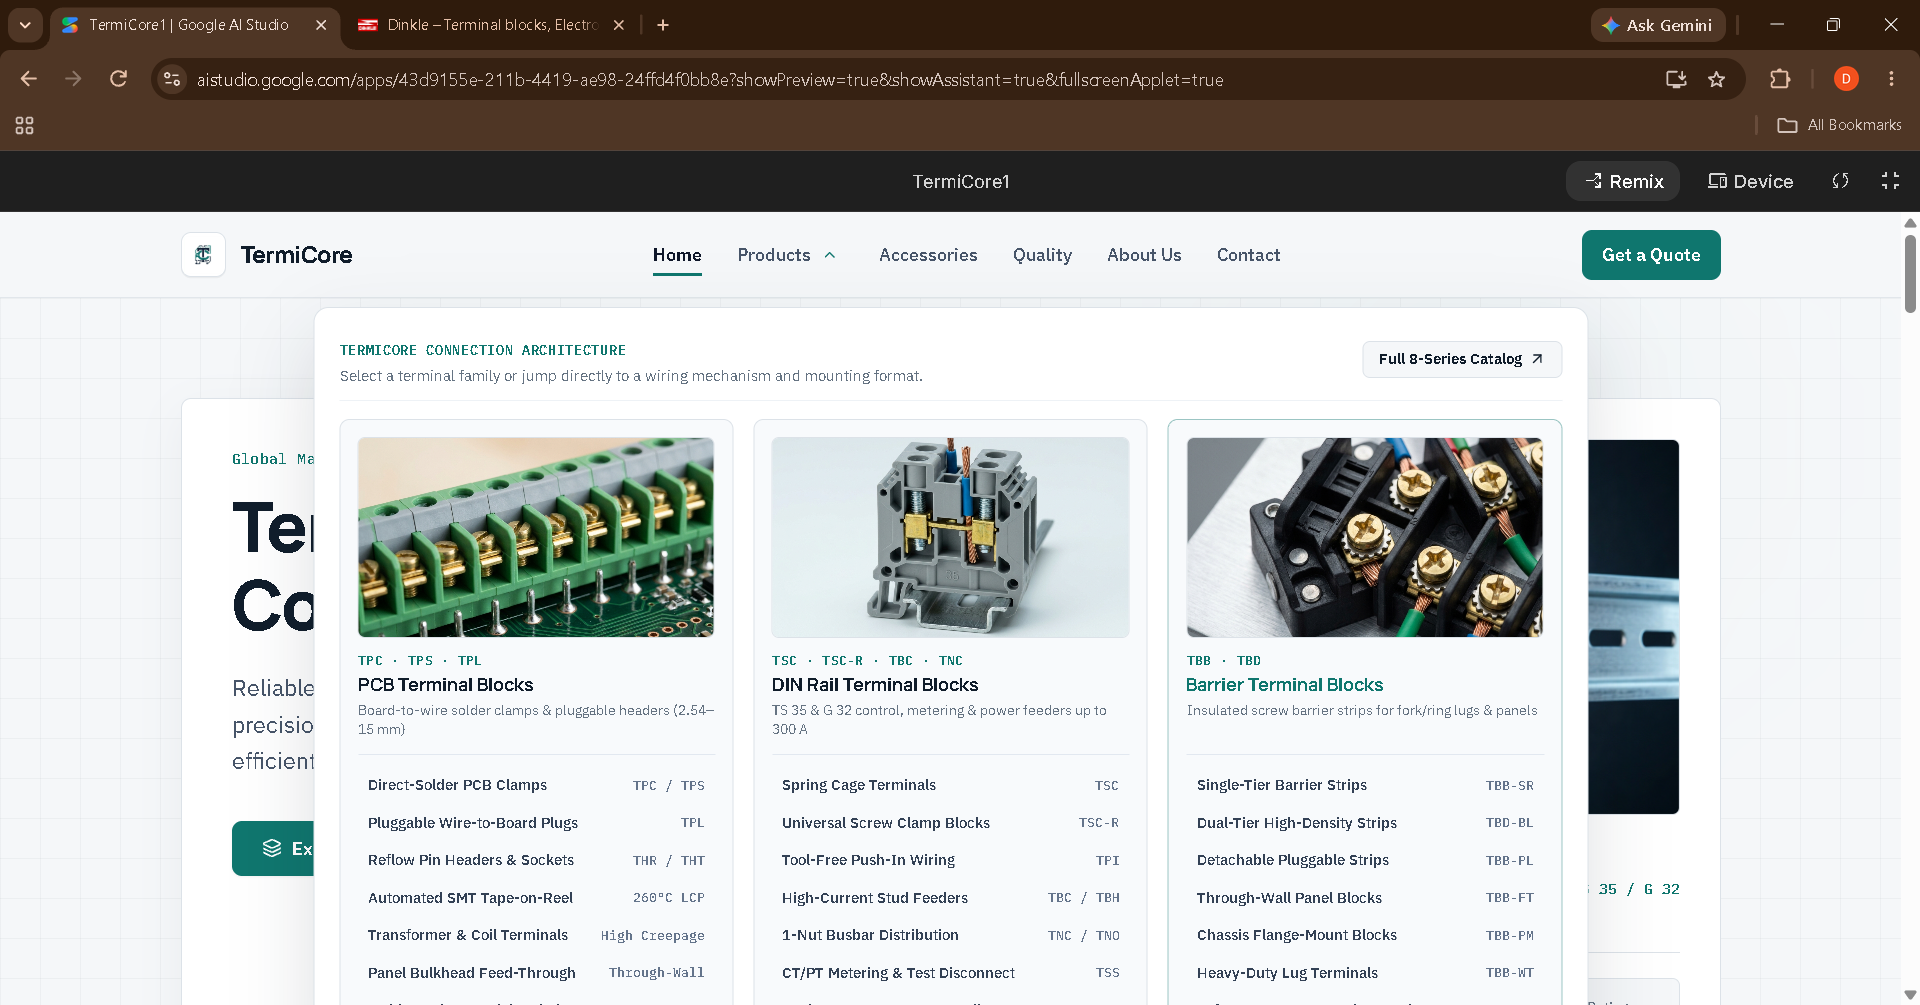 TermiCore1 | Google AI Studio
Dinkle – Terminal blocks, Electro
Ask Gemini
aistudio.google.com/apps/43d9155e-211b-4419-ae98-24ffd4f0bb8e?showPreview=true&showAssistant=true&fullscreenApplet=true
D
All Bookmarks
TermiCore1
Remix
Device
TermiCore
Home
Products
Accessories
Quality
About Us
Contact
Get a Quote
TERMICORE CONNECTION ARCHITECTURE
Select a terminal family or jump directly to a wiring mechanism and mounting format.
Full 8-Series Catalog
Global Ma
Ter
Co
Reliable
precisio
efficient
Ex
TPC · TPS · TPL
PCB Terminal Blocks
Board-to-wire solder clamps & pluggable headers (2.54–
15 mm)
Direct-Solder PCB Clamps TPC / TPS
Pluggable Wire-to-Board Plugs TPL
Reflow Pin Headers & Sockets THR / THT
Automated SMT Tape-on-Reel 260°C LCP
Transformer & Coil Terminals High Creepage
Panel Bulkhead Feed-Through Through-Wall
TSC · TSC-R · TBC · TNC
DIN Rail Terminal Blocks
TS 35 & G 32 control, metering & power feeders up to
300 A
Spring Cage Terminals TSC
Universal Screw Clamp Blocks TSC-R
Tool-Free Push-In Wiring TPI
High-Current Stud Feeders TBC / TBH
1-Nut Busbar Distribution TNC / TNO
CT/PT Metering & Test Disconnect TSS
TBB · TBD
Barrier Terminal Blocks
Insulated screw barrier strips for fork/ring lugs & panels
Single-Tier Barrier Strips TBB-SR
Dual-Tier High-Density Strips TBD-BL
Detachable Pluggable Strips TBB-PL
Through-Wall Panel Blocks TBB-FT
Chassis Flange-Mount Blocks TBB-PM
Heavy-Duty Lug Terminals TBB-WT
35 / G 32